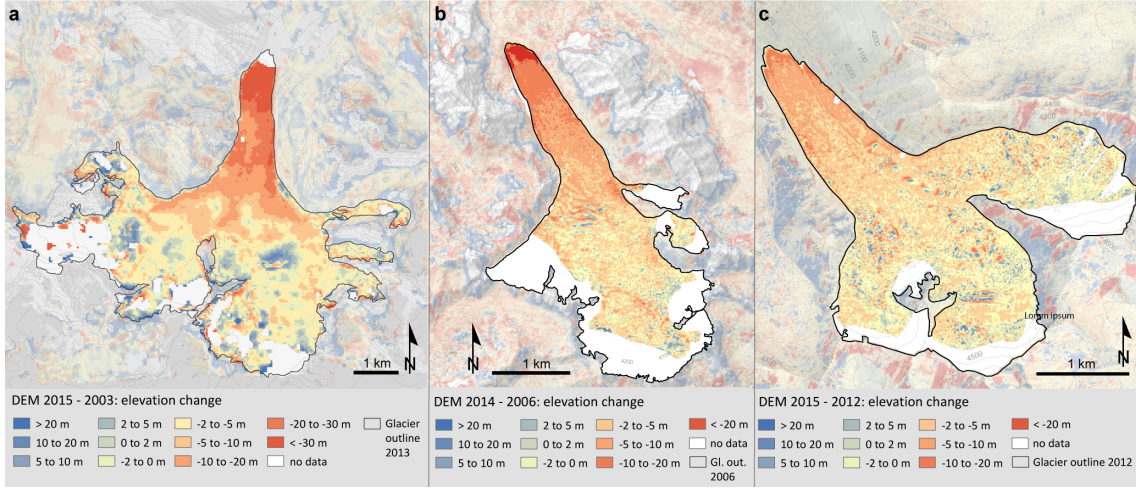 a
1 km
N
DEM 2015 - 2003: elevation change
> 20 m
10 to 20 m
5 to 10 m
2 to 5 m
0 to 2 m
-2 to 0 m
-2 to -5 m
-5 to -10 m
-10 to -20 m
-20 to -30 m
< -30 m
no data
Glacier
outline
2013
b
4200
1 km
N
DEM 2014 - 2006: elevation change
> 20 m
10 to 20 m
5 to 10 m
2 to 5 m
0 to 2 m
-2 to 0 m
-2 to -5 m
-5 to -10 m
-10 to -20 m
< -20 m
no data
Gl. out.
2006
c
4200
4100
4000
4400
4400
4300
4500
4100
4500
Lorem ipsum
1 km
N
DEM 2015 - 2012: elevation change
> 20 m
10 to 20 m
5 to 10 m
2 to 5 m
0 to 2 m
-2 to 0 m
-2 to -5 m
-5 to -10 m
-10 to -20 m
< -20 m
no data
Glacier outline 2012